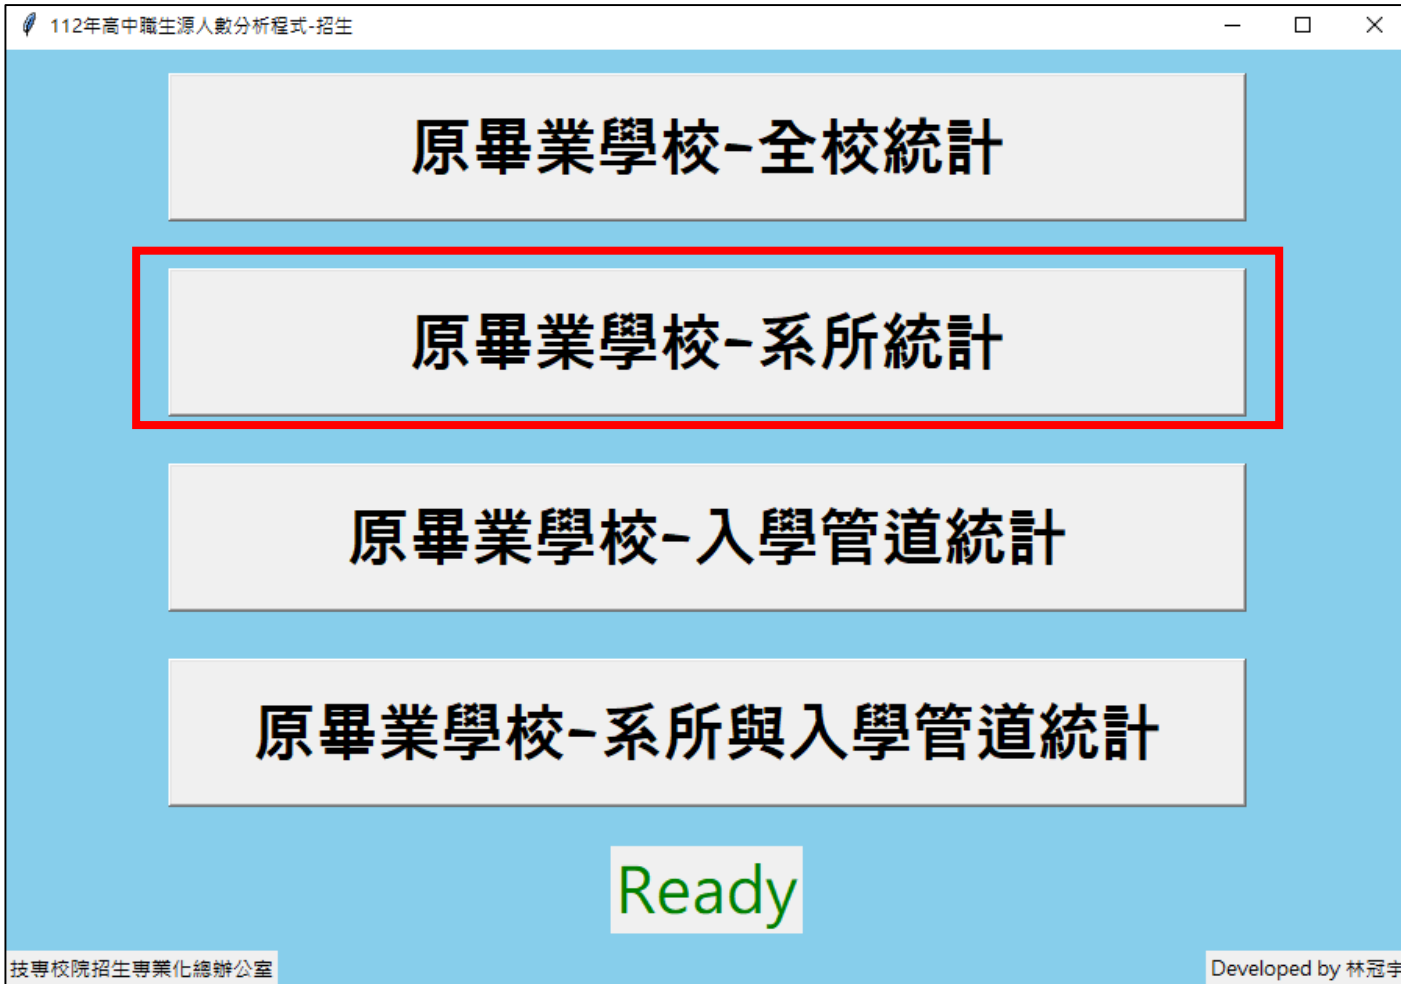 112年高中職生源人數分析程式-招生
原畢業學校-全校統計
原畢業學校-系所統計
原畢業學校-入學管道統計
原畢業學校-系所與入學管道統計
Ready
技專校院招生專業化總辦公室
Developed by 林冠宇